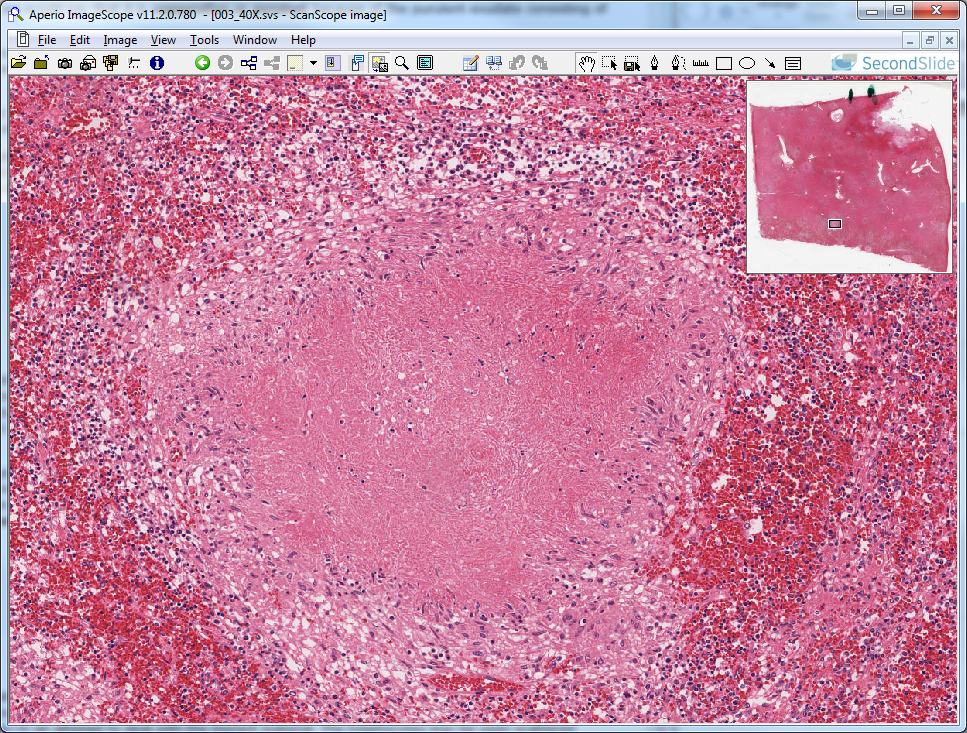 Aperio ImageScope v11.2.0.780 - [003_40X.svs - ScanScope image]
File Edit Image View Tools Window Help
SecondSlide